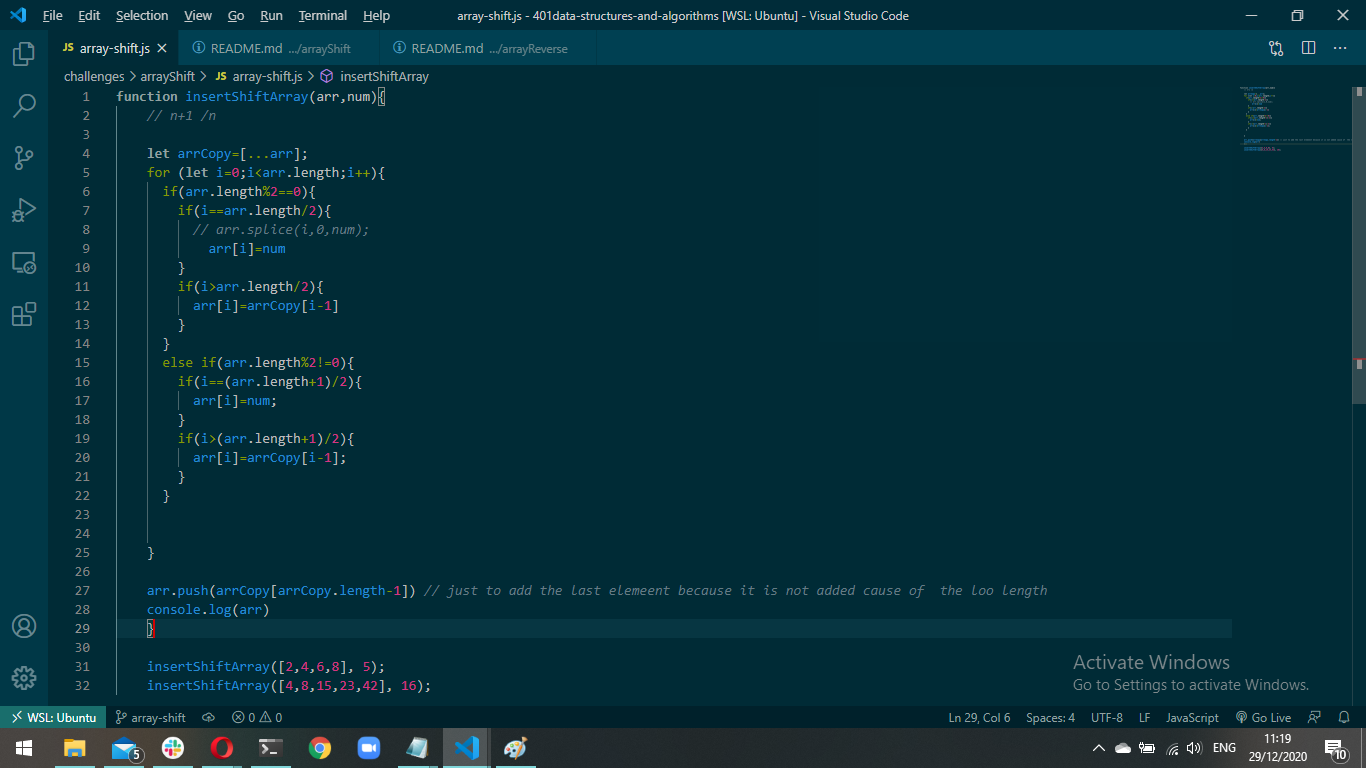 File Edit Selection View Go Run Terminal Help array-shift.js - 401data-structures-and-algorithms [WSL: Ubuntu] - Visual Studio Code
JS array-shift.js README.md .../arrayShift README.md .../arrayReverse
challenges > arrayShift > JS array-shift.js > insertShiftArray
1 function insertShiftArray(arr,num){
2 // n+1 /n
3
4 let arrCopy=[...arr];
5 for (let i=0;i<arr.length;i++){
6 if(arr.length%2==0){
7 if(i==arr.length/2){
8 // arr.splice(i,0,num);
9 arr[i]=num
10 }
11 if(i>arr.length/2){
12 arr[i]=arrCopy[i-1]
13 }
14 }
15 else if(arr.length%2!=0){
16 if(i==(arr.length+1)/2){
17 arr[i]=num;
18 }
19 if(i>(arr.length+1)/2){
20 arr[i]=arrCopy[i-1];
21 }
22 }
23
24
25 }
26
27 arr.push(arrCopy[arrCopy.length-1]) // just to add the last elemeent because it is not added cause of  the loo length
28 console.log(arr)
29 }
30
31 insertShiftArray([2,4,6,8], 5);
32 insertShiftArray([4,8,15,23,42], 16);
Activate Windows
Go to Settings to activate Windows.
WSL: Ubuntu array-shift 0 0 Ln 29, Col 6 Spaces: 4 UTF-8 LF JavaScript Go Live
5 ENG 11:19
29/12/2020 10